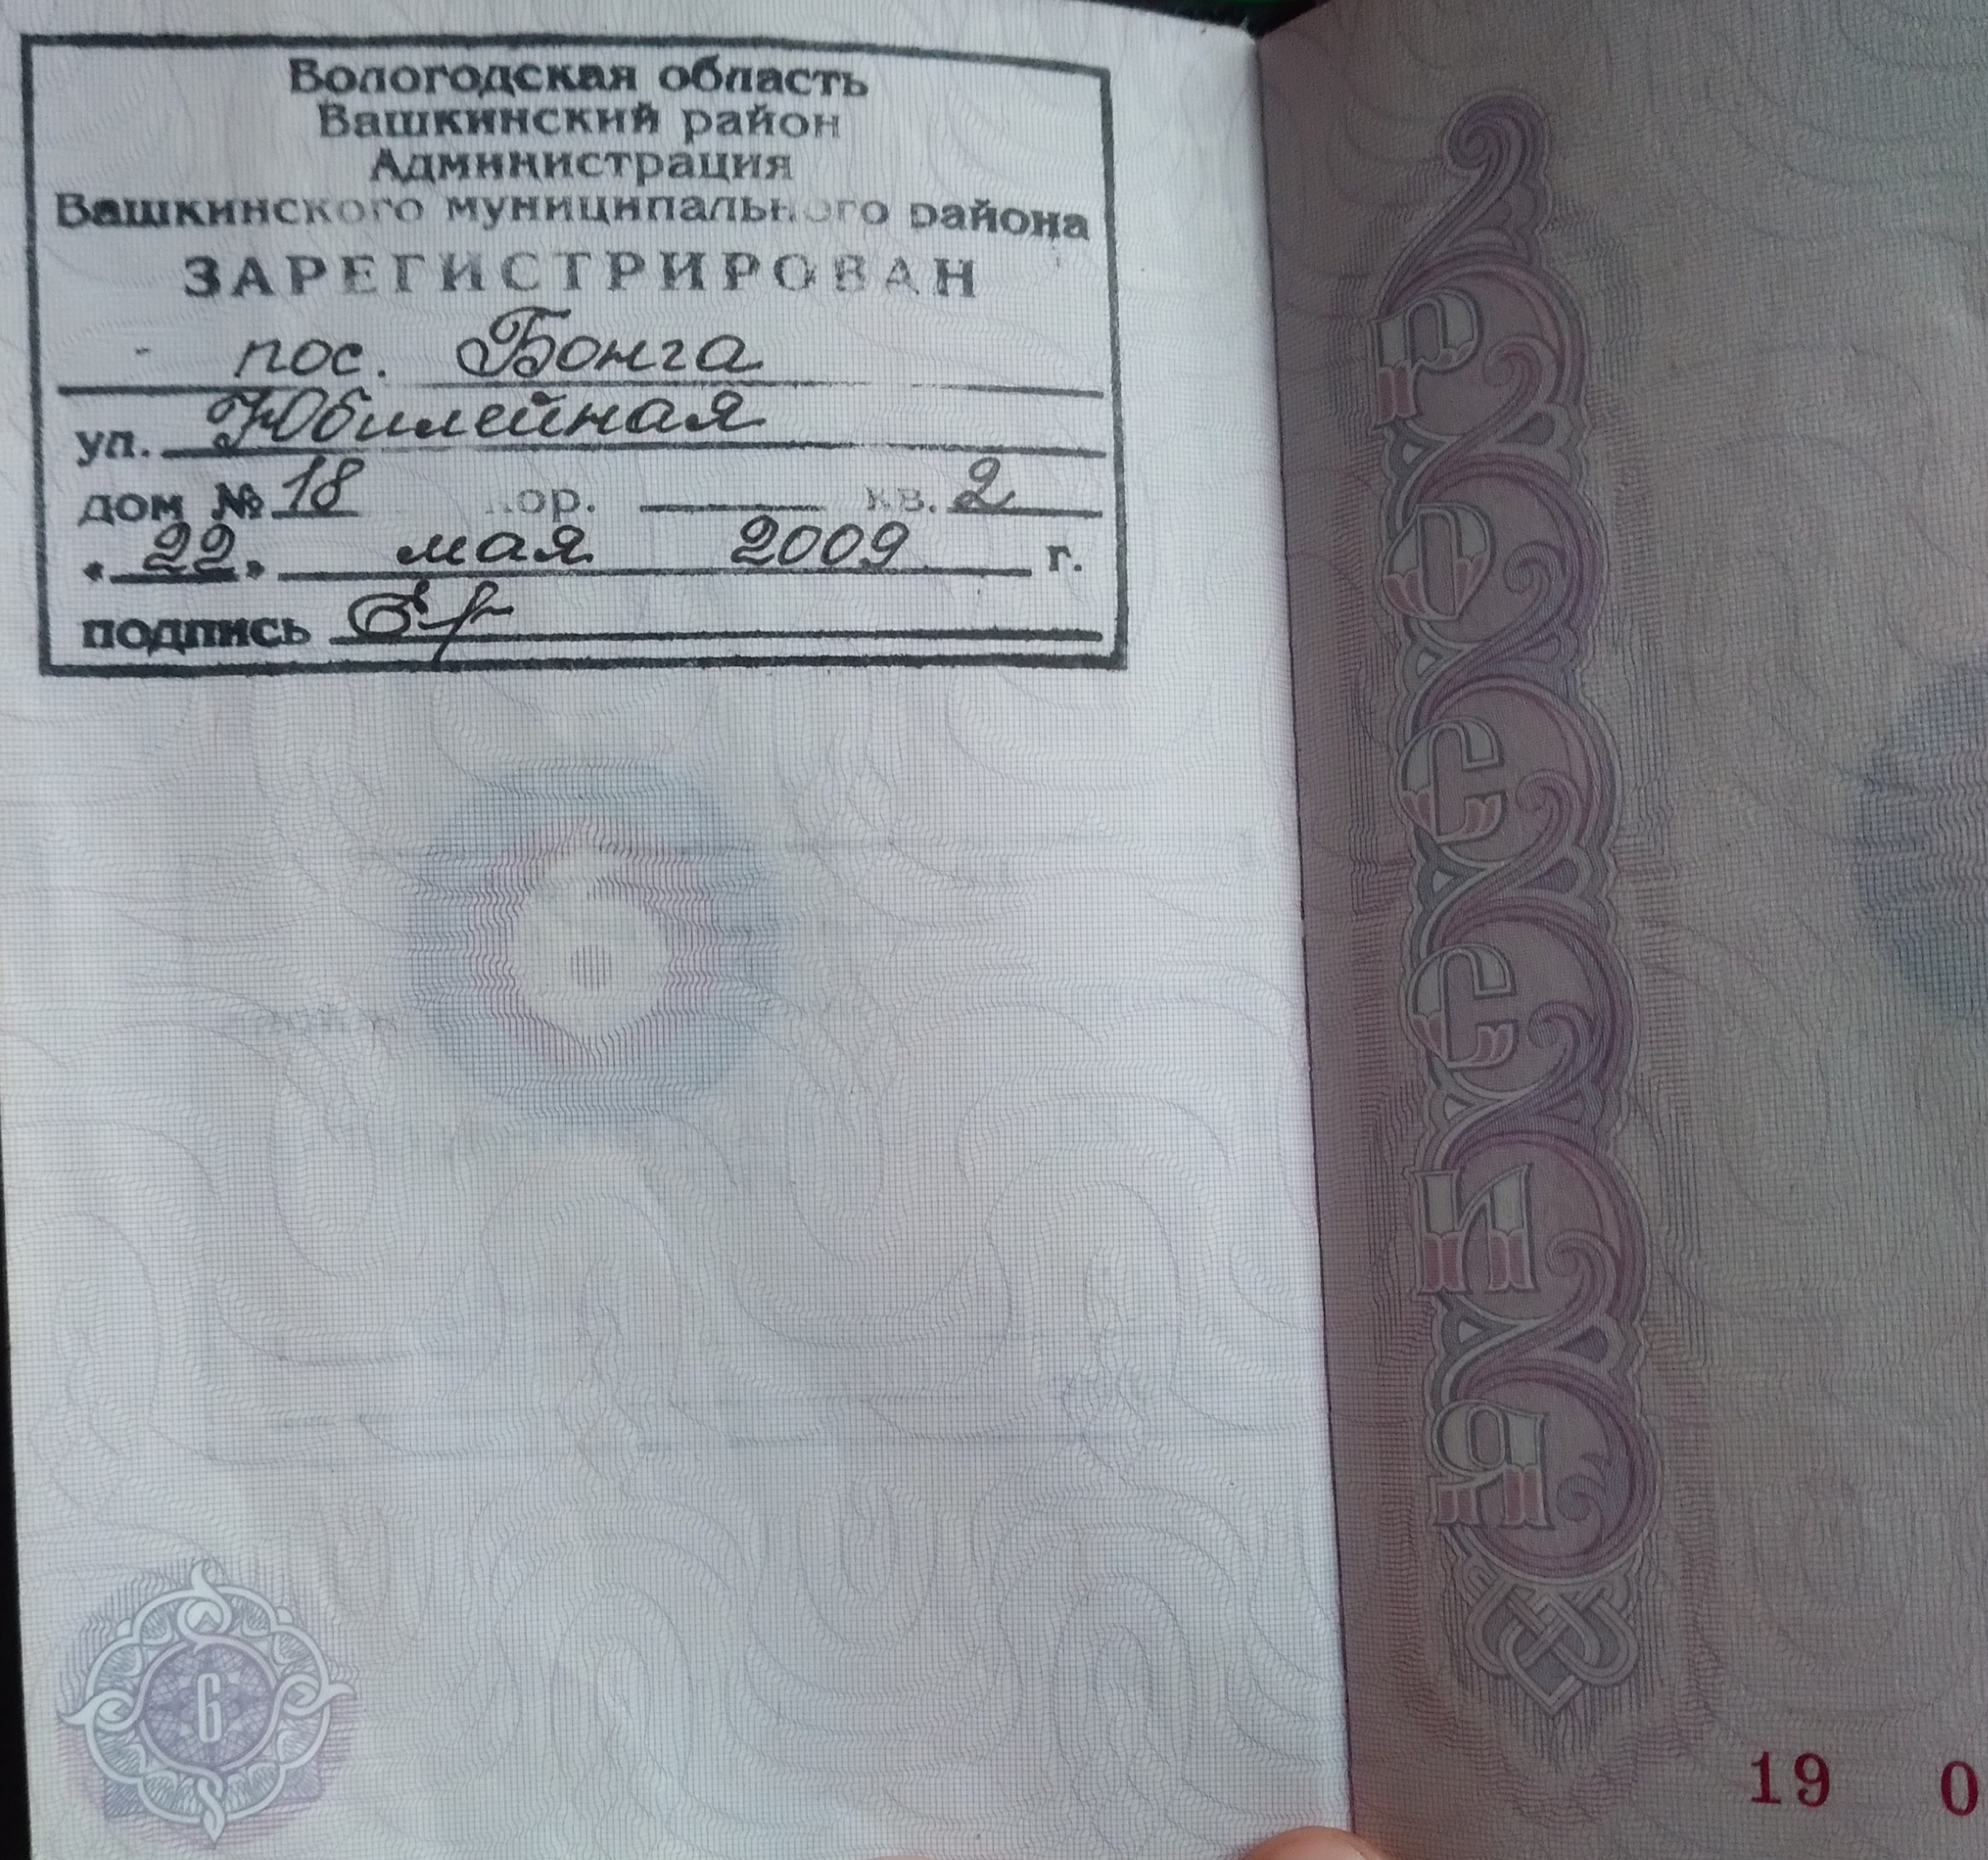 Вологодская область
Вашкинский район
Администрация
Вашкинского муниципального района
ЗАРЕГИСТРИРОВАН
пос. Бонга
ул. Юбилейная
дом № 18 кор. кв. 2
«22» мая 2009 г.
подпись
6
РОССИЯ
19 0